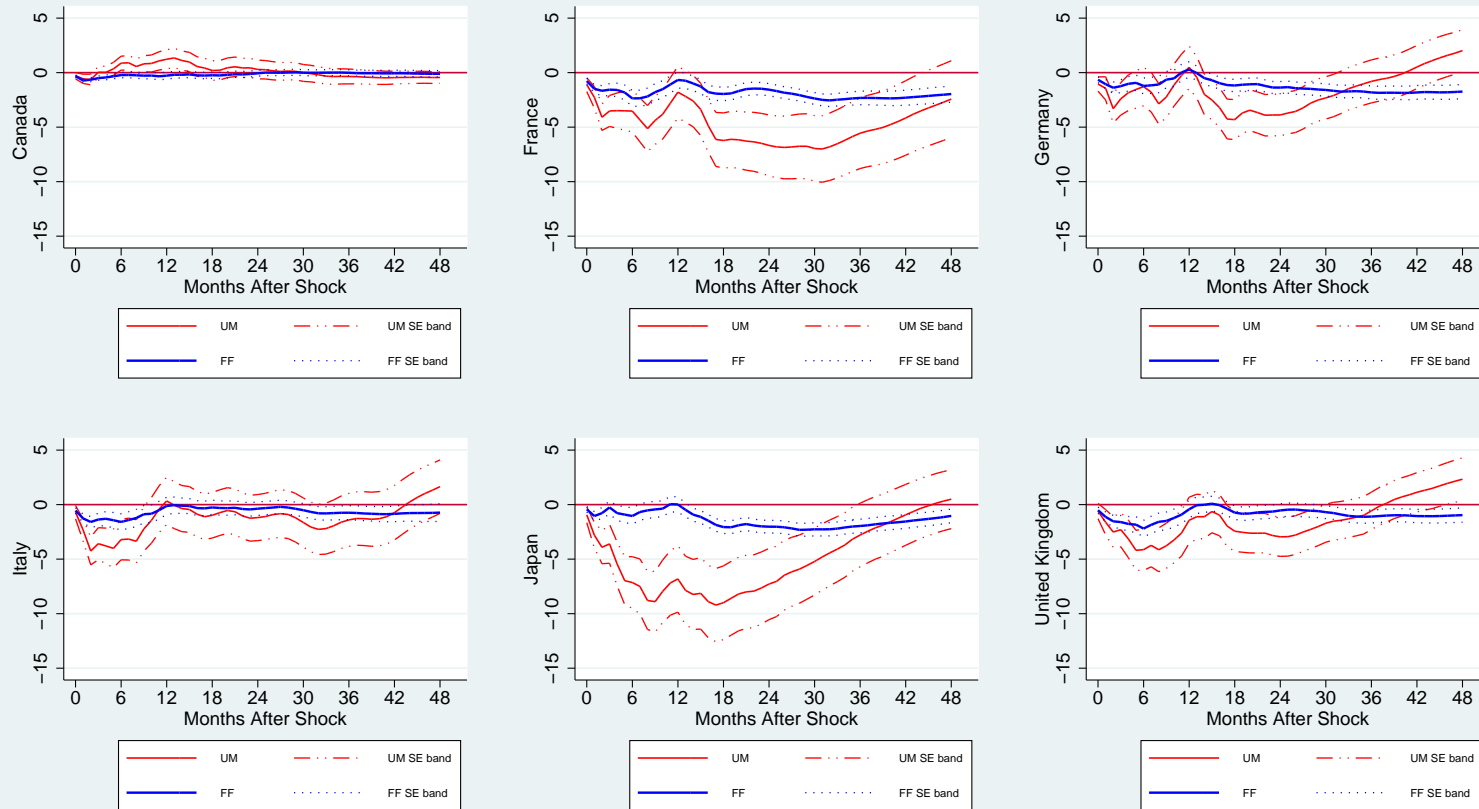 Canada
5
0
−5
−10
−15
0 6 12 18 24 30 36 42 48
Months After Shock
UM UM SE band
FF FF SE band
France
5
0
−5
−10
−15
0 6 12 18 24 30 36 42 48
Months After Shock
UM UM SE band
FF FF SE band
Germany
5
0
−5
−10
−15
0 6 12 18 24 30 36 42 48
Months After Shock
UM UM SE band
FF FF SE band
Italy
5
0
−5
−10
−15
0 6 12 18 24 30 36 42 48
Months After Shock
UM UM SE band
FF FF SE band
Japan
5
0
−5
−10
−15
0 6 12 18 24 30 36 42 48
Months After Shock
UM UM SE band
FF FF SE band
United Kingdom
5
0
−5
−10
−15
0 6 12 18 24 30 36 42 48
Months After Shock
UM UM SE band
FF FF SE band